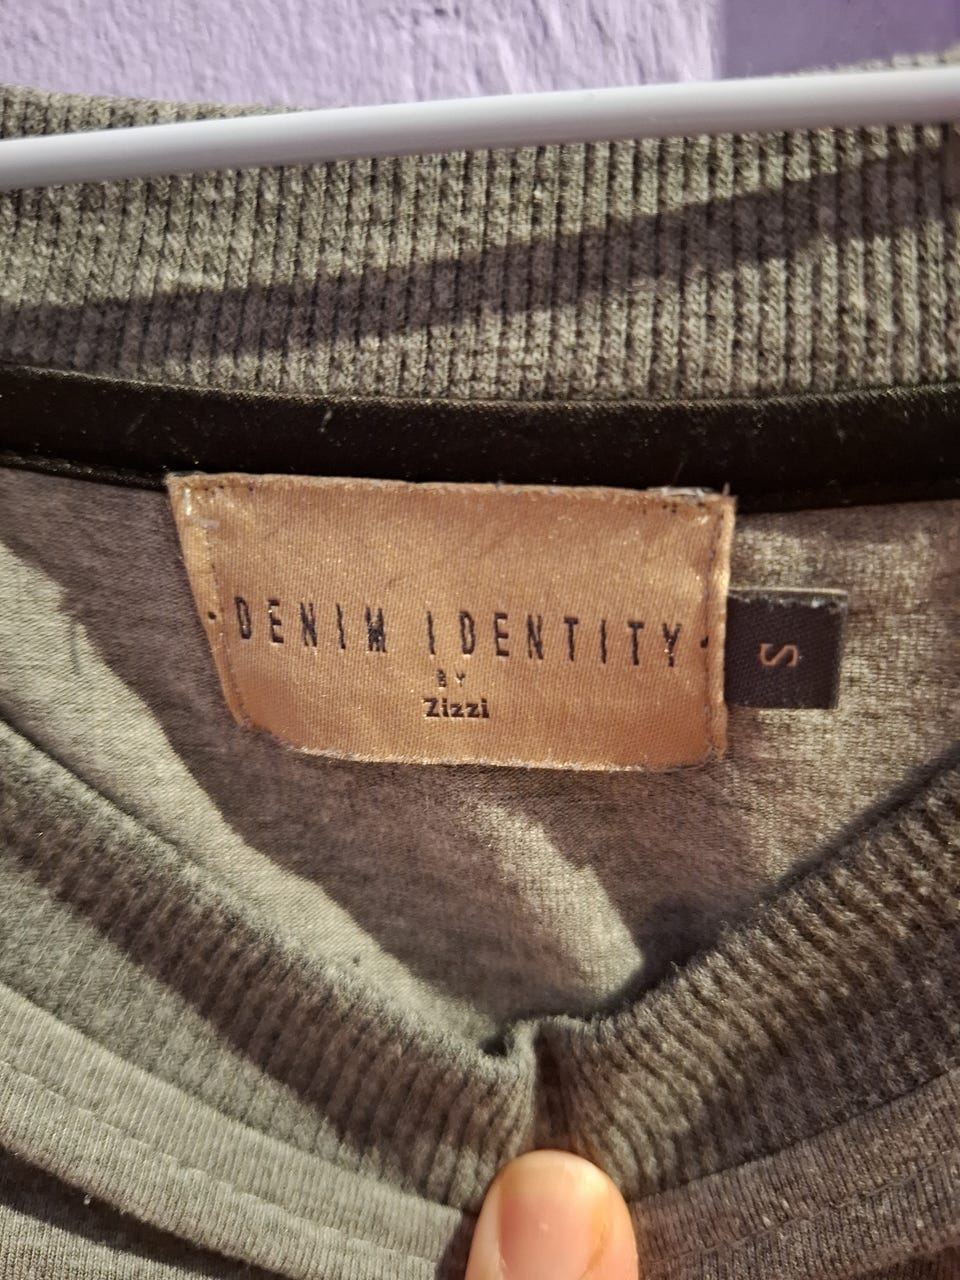 · DENIM IDENTITY ·
BY
Zizzi
S